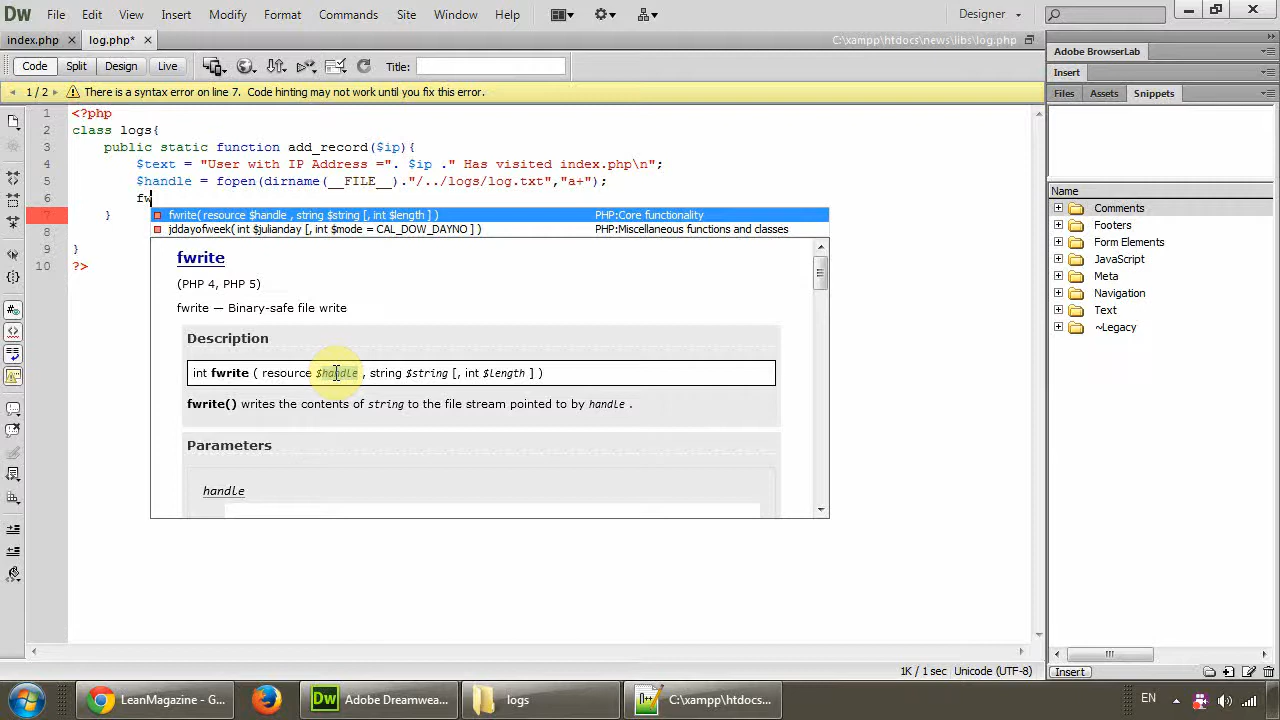 Dw File Edit View Insert Modify Format Commands Site Window Help Designer
index.php log.php* C:\xampp\htdocs\news\libs\log.php
Code Split Design Live Title:
1 / 2 There is a syntax error on line 7. Code hinting may not work until you fix this error.
1 <?php
2 class logs{
3 public static function add_record($ip){
4 $text = "User with IP Address =". $ip ." Has visited index.php\n";
5 $handle = fopen(dirname(__FILE__)."/../logs/log.txt","a+");
6 fw
7 }
8
9 }
10 ?>
fwrite( resource $handle , string $string [, int $length ] ) PHP:Core functionality
jddayofweek( int $julianday [, int $mode = CAL_DOW_DAYNO ] ) PHP:Miscellaneous functions and classes
fwrite
(PHP 4, PHP 5)
fwrite — Binary-safe file write
Description
int fwrite ( resource $handle , string $string [, int $length ] )
fwrite() writes the contents of string to the file stream pointed to by handle .
Parameters
handle
Adobe BrowserLab
Insert
Files Assets Snippets
Name
Comments
Footers
Form Elements
JavaScript
Meta
Navigation
Text
~Legacy
Insert
1K / 1 sec Unicode (UTF-8)
LeanMagazine - G... Dw Adobe Dreamwea... logs C:\xampp\htdocs... EN